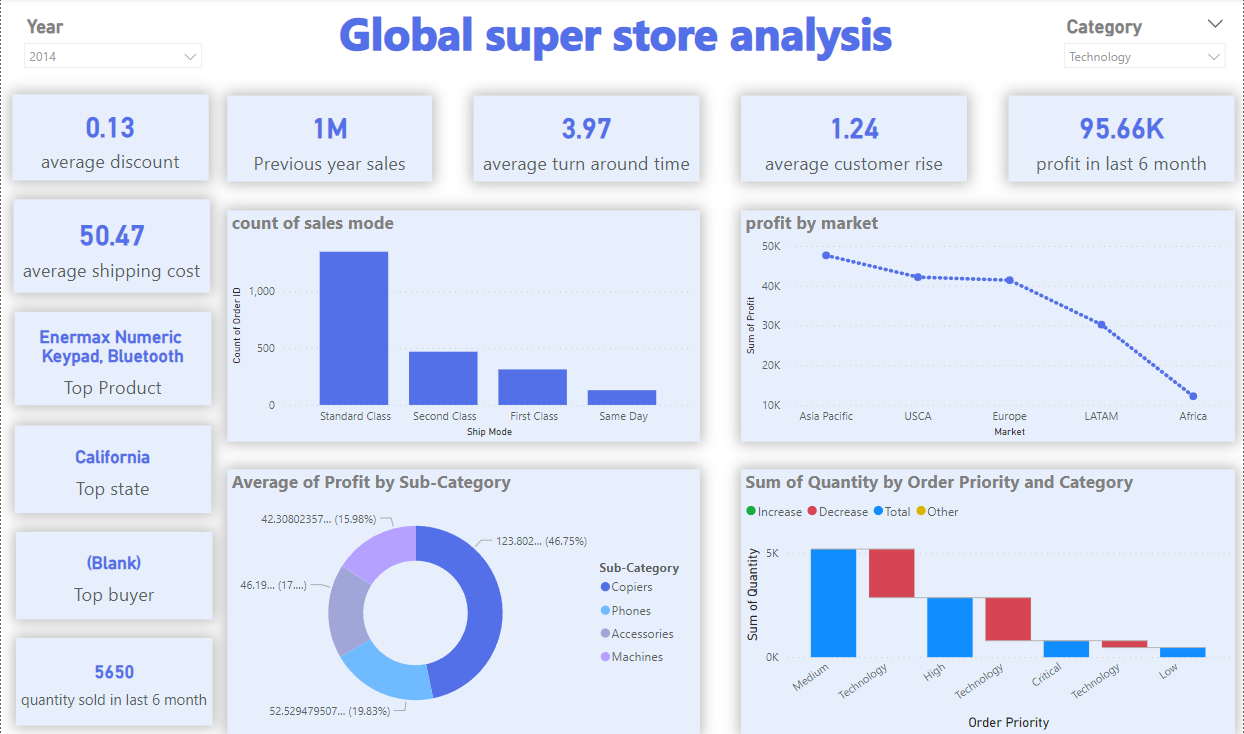 Year
2014
Global super store analysis
Category
Technology
0.13
average discount
1M
Previous year sales
3.97
average turn around time
1.24
average customer rise
95.66K
profit in last 6 month
50.47
average shipping cost
Enermax Numeric
Keypad, Bluetooth
Top Product
California
Top state
(Blank)
Top buyer
5650
quantity sold in last 6 month
count of sales mode
Count of Order ID
1,000
500
0
Standard Class
Second Class
First Class
Same Day
Ship Mode
profit by market
Sum of Profit
50K
40K
30K
20K
10K
Asia Pacific
USCA
Europe
LATAM
Africa
Market
Average of Profit by Sub-Category
42.30802357... (15.98%)
123.802... (46.75%)
46.19... (17....)
52.529479507... (19.83%)
Sub-Category
Copiers
Phones
Accessories
Machines
Sum of Quantity by Order Priority and Category
Increase Decrease Total Other
Sum of Quantity
5K
0K
Medium
Technology
High
Technology
Critical
Technology
Low
Order Priority